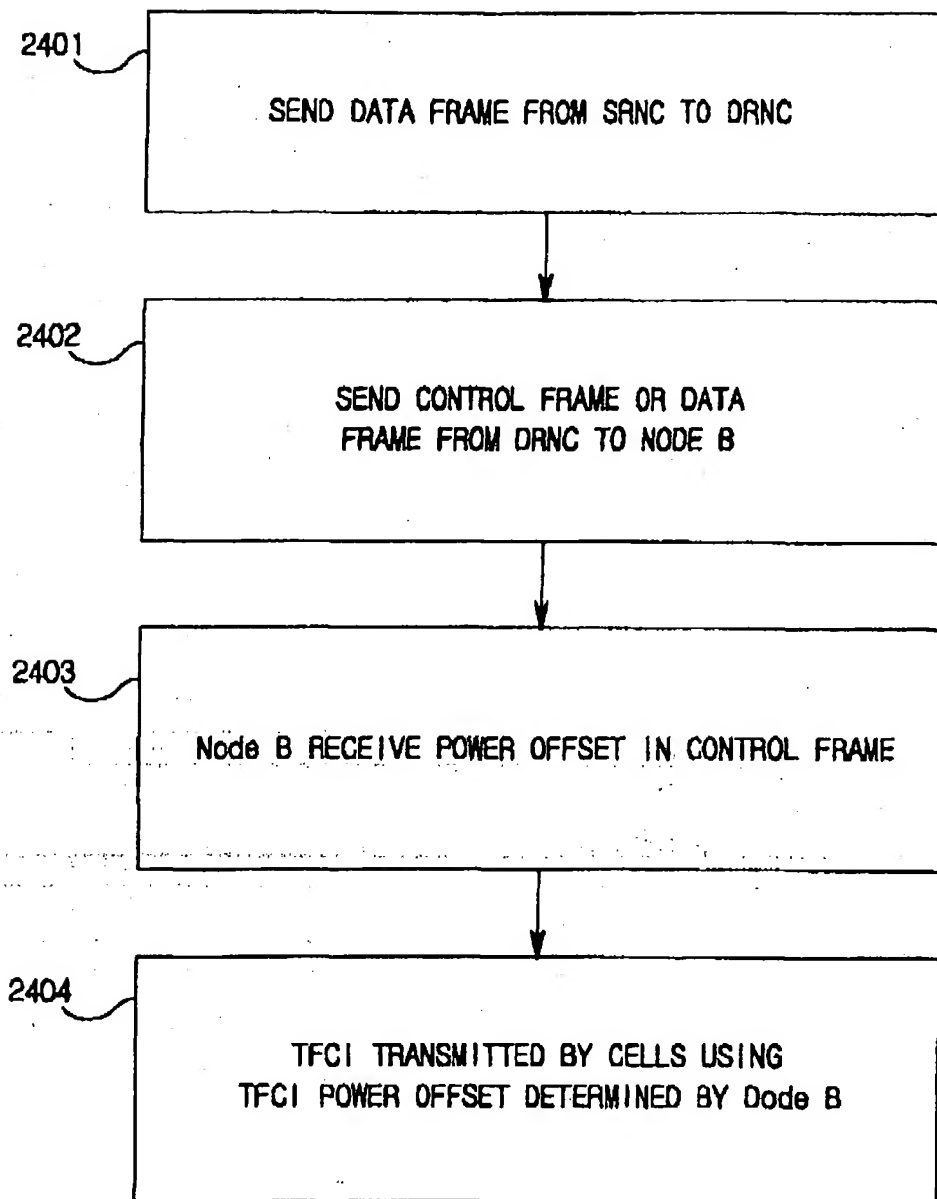 2401
SEND DATA FRAME FROM SRNC TO DRNC
2402
SEND CONTROL FRAME OR DATA
FRAME FROM DRNC TO NODE B
2403
Node B RECEIVE POWER OFFSET IN CONTROL FRAME
2404
TFCI TRANSMITTED BY CELLS USING
TFCI POWER OFFSET DETERMINED BY Dode B